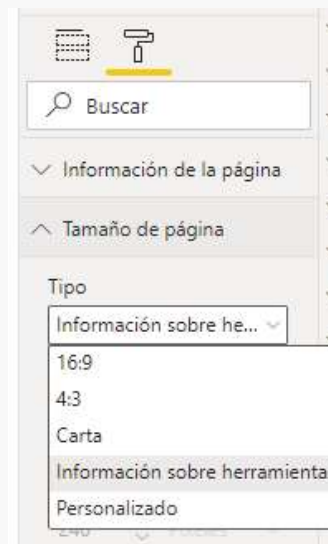 Buscar
Información de la página
Tamaño de página
Tipo
Información sobre he...
16:9
4:3
Carta
Información sobre herramienta
Personalizado